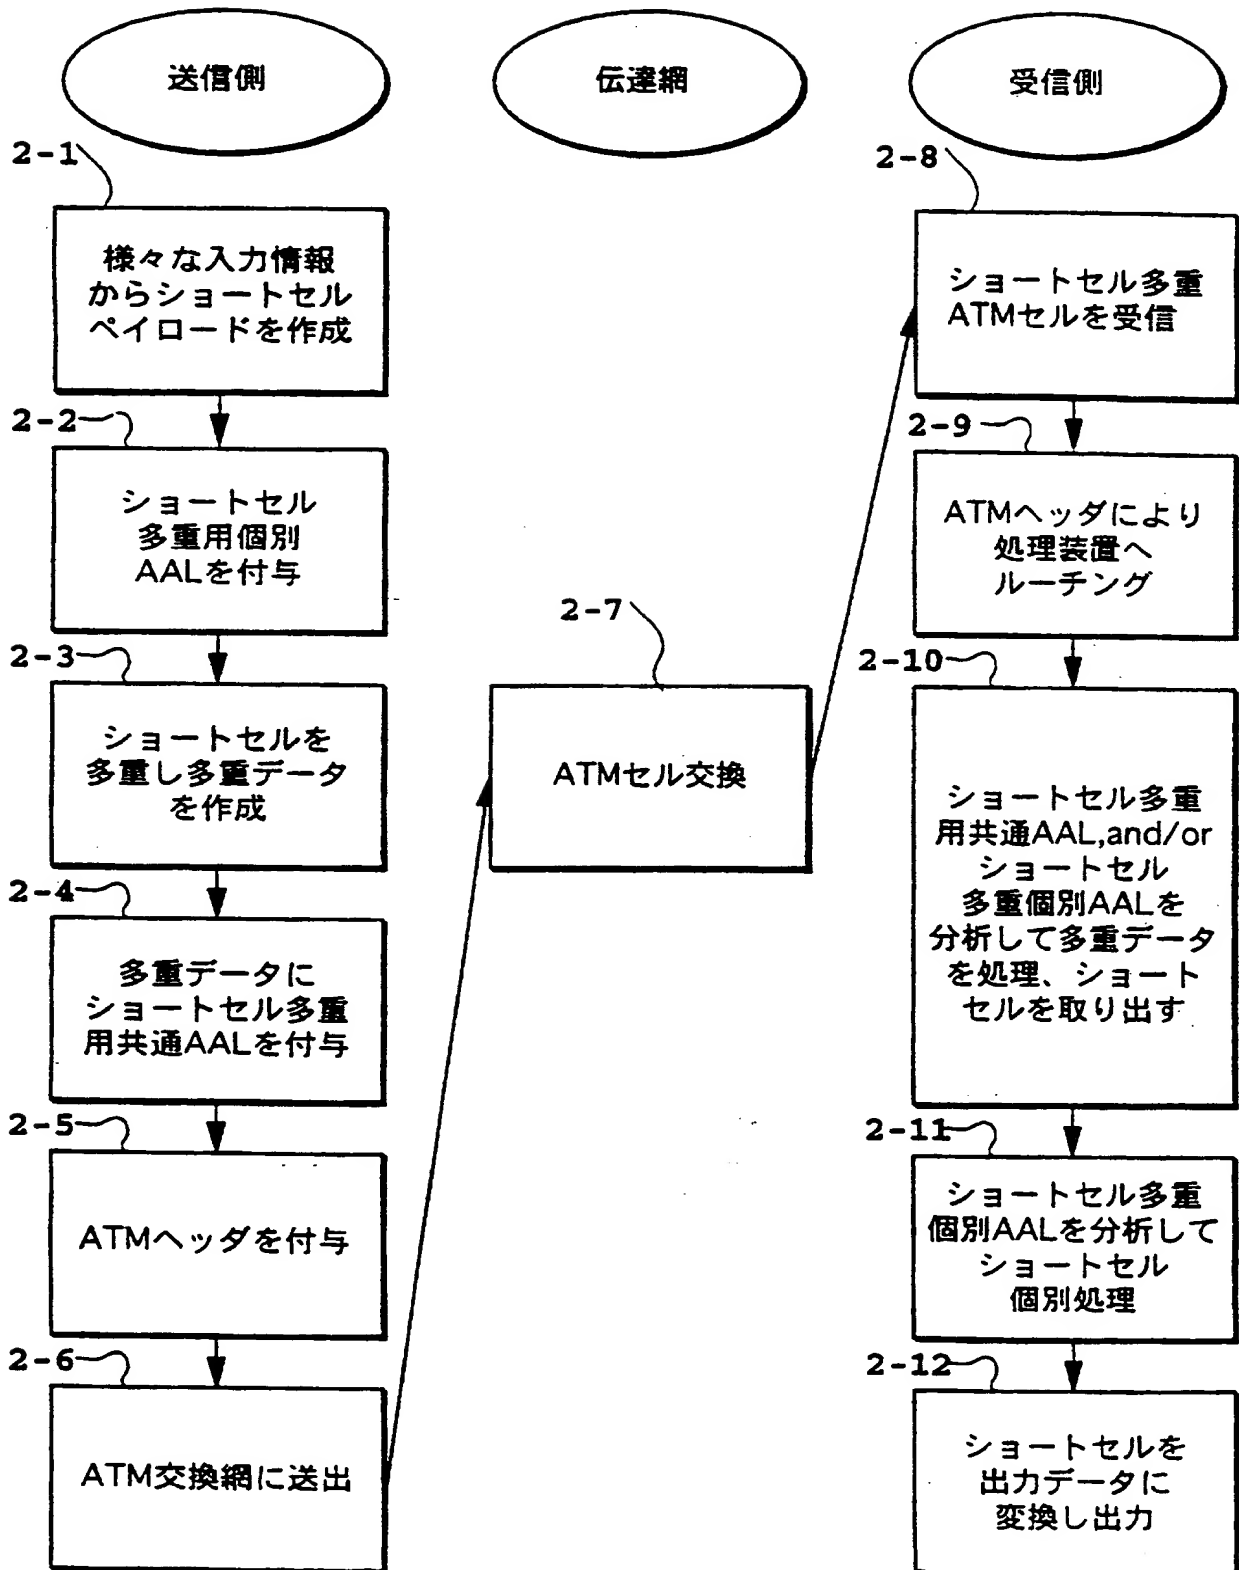 送信側
伝達網
受信側
2-1
様々な入力情報
からショートセル
ペイロードを作成
2-2
ショートセル
多重用個別
AALを付与
2-3
ショートセルを
多重し多重データ
を作成
2-4
多重データに
ショートセル多重
用共通AALを付与
2-5
ATMヘッダを付与
2-6
ATM交換網に送出
2-7
ATMセル交換
2-8
ショートセル多重
ATMセルを受信
2-9
ATMヘッダにより
処理装置へ
ルーチング
2-10
ショートセル多重
用共通AAL,and/or
ショートセル
多重個別AALを
分析して多重データ
を処理、ショート
セルを取り出す
2-11
ショートセル多重
個別AALを分析して
ショートセル
個別処理
2-12
ショートセルを
出力データに
変換し出力